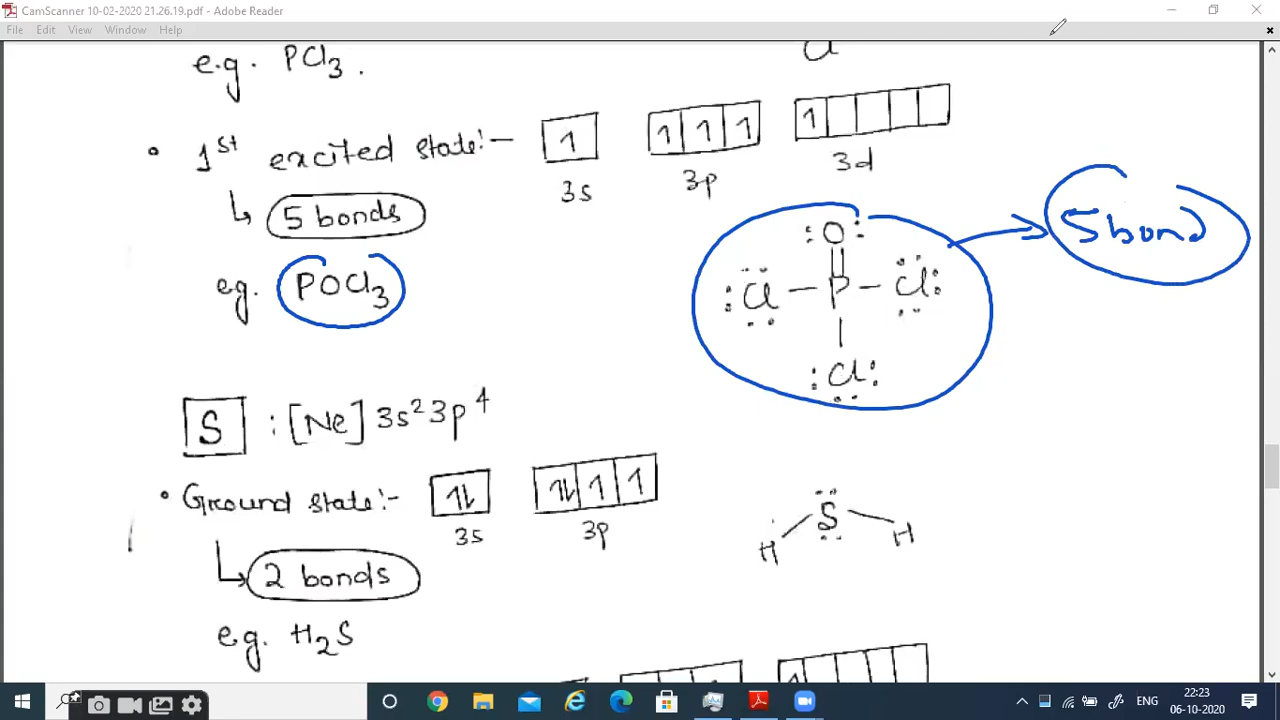 CamScanner 10-02-2020 21.26.19.pdf - Adobe Reader
File Edit View Window Help
e.g. PCl3.
Cl
• 1st excited state:- 1 1 1 1 1
3s 3p 3d
5 bonds
5 bond
eg. POCl3
:O:
:Cl - P - Cl:
:Cl:
S : [Ne] 3s2 3p4
• Ground state:- 1⇂ 1⇂ 1 1
3s 3p
S
H H
2 bonds
e.g. H2S
ENG 22:23
06-10-2020